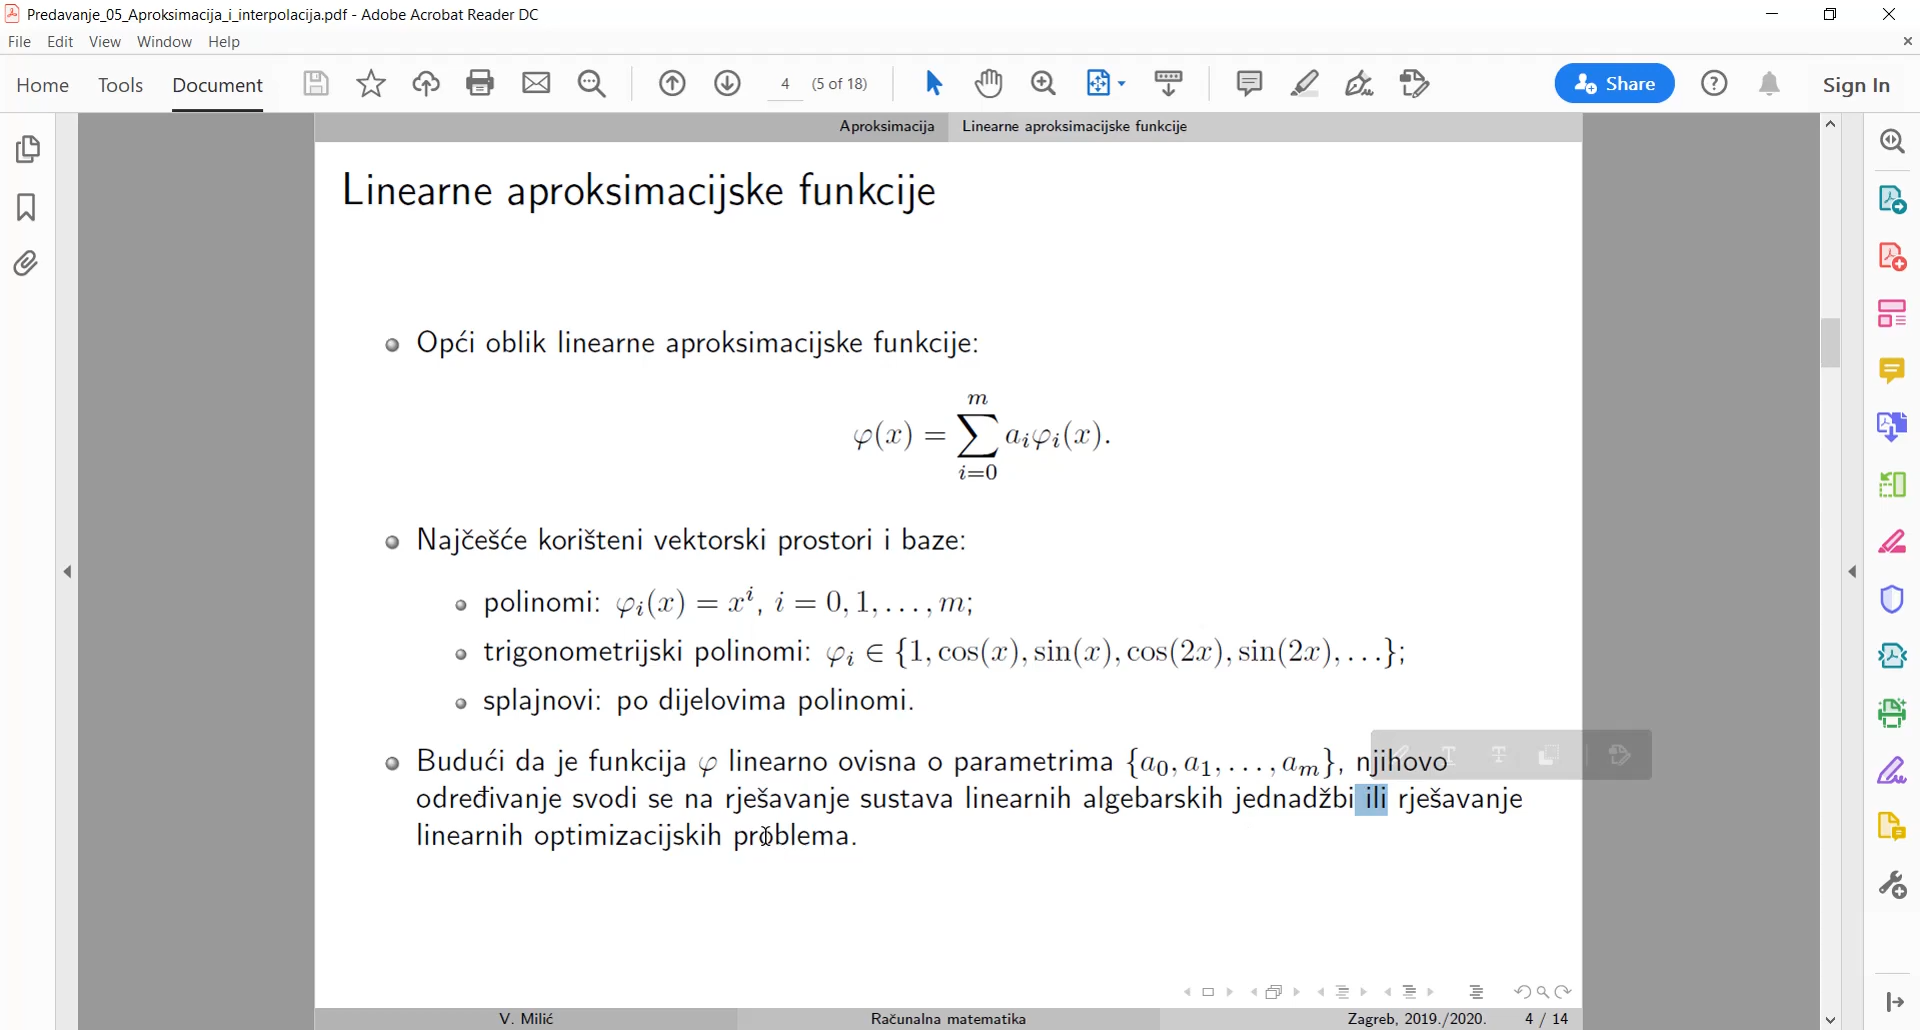 Predavanje_05_Aproksimacija_i_interpolacija.pdf - Adobe Acrobat Reader DC
File Edit View Window Help
Home Tools Document 4 (5 of 18) Share Sign In
Aproksimacija Linearne aproksimacijske funkcije
Linearne aproksimacijske funkcije
Opći oblik linearne aproksimacijske funkcije:
φ(x) = ∑_{i=0}^{m} a_i φ_i(x).
Najčešće korišteni vektorski prostori i baze:
polinomi: φ_i(x) = x^i, i = 0, 1, . . . , m;
trigonometrijski polinomi: φ_i ∈ {1, cos(x), sin(x), cos(2x), sin(2x), . . .};
splajnovi: po dijelovima polinomi.
Budući da je funkcija φ linearno ovisna o parametrima {a_0, a_1, . . . , a_m}, njihovo
određivanje svodi se na rješavanje sustava linearnih algebarskih jednadžbi ili rješavanje
linearnih optimizacijskih problema.
V. Milić Računalna matematika Zagreb, 2019./2020. 4 / 14